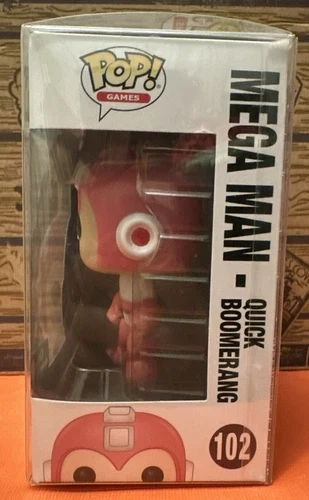 POP!
GAMES
MEGA MAN -
QUICK
BOOMERANG
102